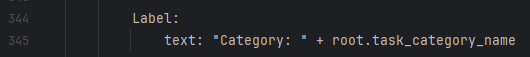 344 Label:
345 text: "Category: " + root.task_category_name